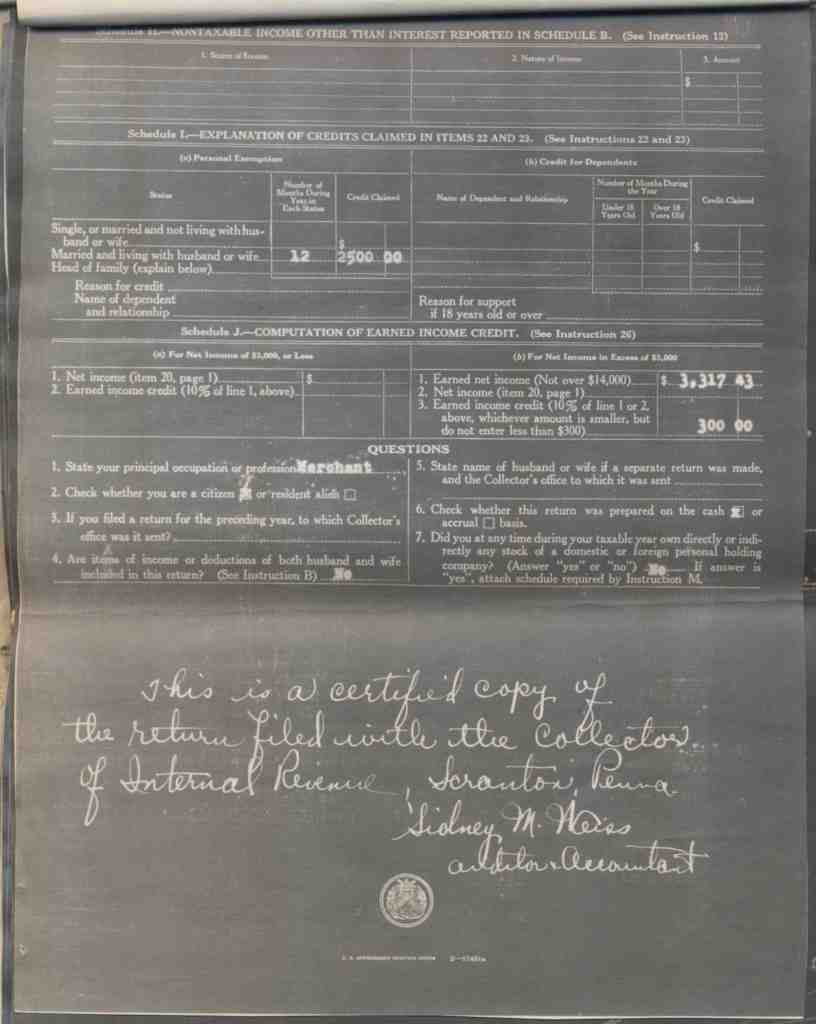 Schedule H.—NONTAXABLE INCOME OTHER THAN INTEREST REPORTED IN SCHEDULE B. (See Instruction 13)
1. Source of Income 2. Nature of Income 3. Amount
$
Schedule I.—EXPLANATION OF CREDITS CLAIMED IN ITEMS 22 AND 23. (See Instructions 22 and 23)
(a) Personal Exemption
Status
Number of Months During Year in Each Status
Credit Claimed
Single, or married and not living with hus-
band or wife $
Married and living with husband or wife 12 2500 00
Head of family (explain below)
Reason for credit
Name of dependent
and relationship
(b) Credit for Dependents
Name of Dependent and Relationship
Number of Months During the Year
Under 18 Years Old
Over 18 Years Old
Credit Claimed
$
Reason for support
if 18 years old or over
Schedule J.—COMPUTATION OF EARNED INCOME CREDIT. (See Instruction 26)
(a) For Net Income of $3,000, or Less
1. Net income (item 20, page 1) $
2. Earned income credit (10% of line 1, above)
(b) For Net Income in Excess of $3,000
1. Earned net income (Not over $14,000) $ 3,317 43
2. Net income (item 20, page 1)
3. Earned income credit (10% of line 1 or 2,
above, whichever amount is smaller, but
do not enter less than $300) 300 00
QUESTIONS
1. State your principal occupation or profession Merchant
2. Check whether you are a citizen or resident alien
3. If you filed a return for the preceding year, to which Collector's
office was it sent?
4. Are items of income or deductions of both husband and wife
included in this return? (See Instruction B) No
5. State name of husband or wife if a separate return was made,
and the Collector's office to which it was sent
6. Check whether this return was prepared on the cash or
accrual basis.
7. Did you at any time during your taxable year own directly or indi-
rectly any stock of a domestic or foreign personal holding
company? (Answer "yes" or "no") No If answer is
"yes", attach schedule required by Instruction M.
This is a certified copy of
the return filed with the Collector
of Internal Revenue, Scranton, Penna.
Sidney M. Weiss
auditor & accountant
U. S. GOVERNMENT PRINTING OFFICE